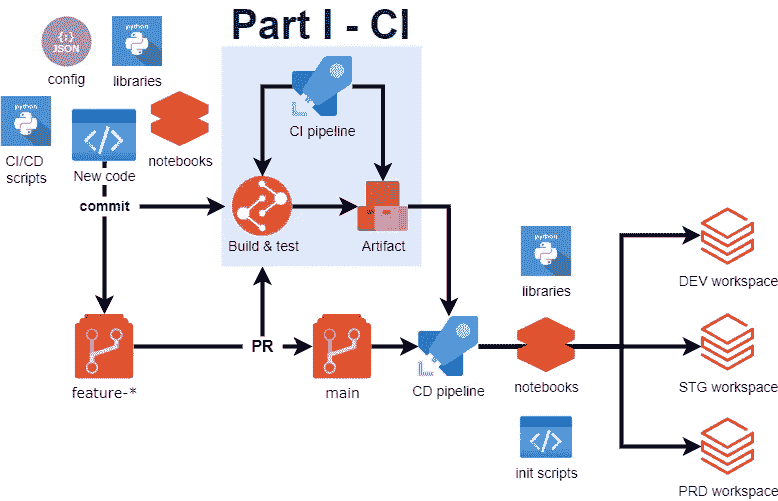 Part I - CI
{;}
JSON
config
python
libraries
python
CI/CD
scripts
New code
notebooks
CI pipeline
commit
Build & test
Artifact
python
libraries
DEV workspace
feature-*
PR
main
CD pipeline
notebooks
STG workspace
init scripts
PRD workspace